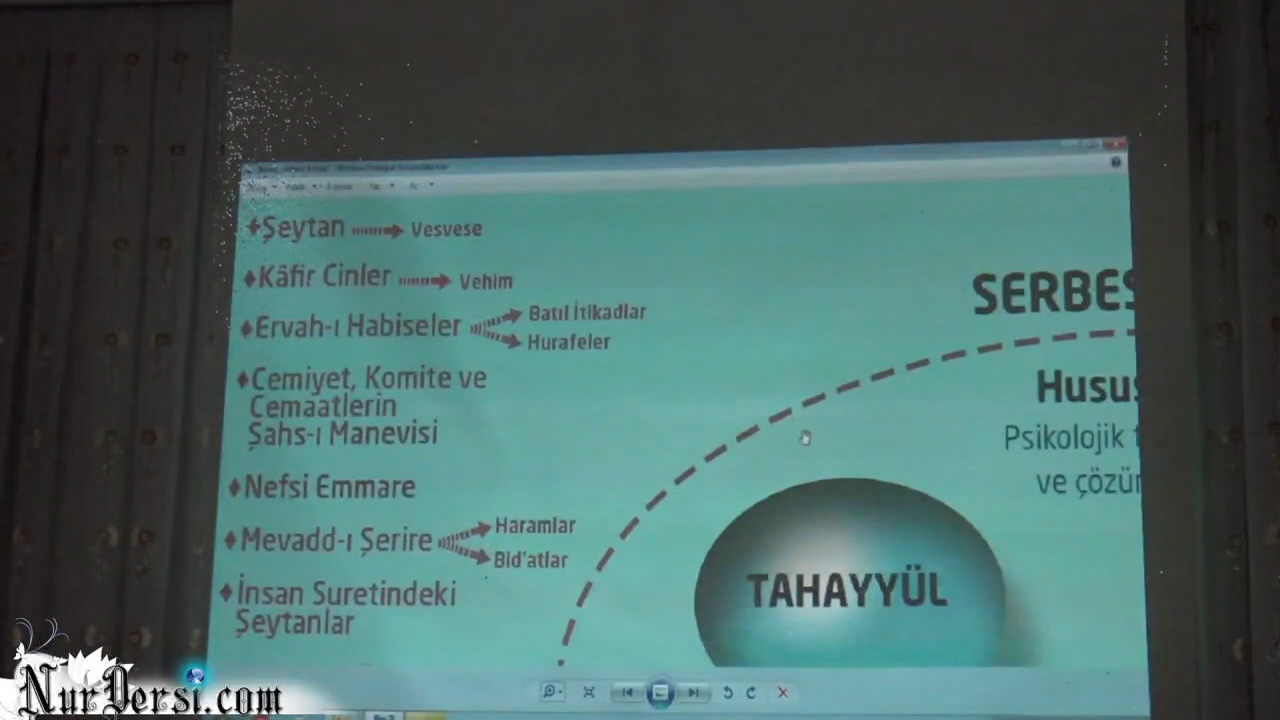 Şeytan
Vesvese
Kâfir Cinler
Vehim
Ervah-ı Habiseler
Batıl İtikadlar
Hurafeler
Cemiyet, Komite ve
Cemaatlerin
Şahs-ı Manevisi
Nefsi Emmare
Mevadd-ı Şerire
Haramlar
Bid'atlar
İnsan Suretindeki
Şeytanlar
SERBES
Husus
Psikolojik
ve çözüm
TAHAYYÜL
NurDersi.com